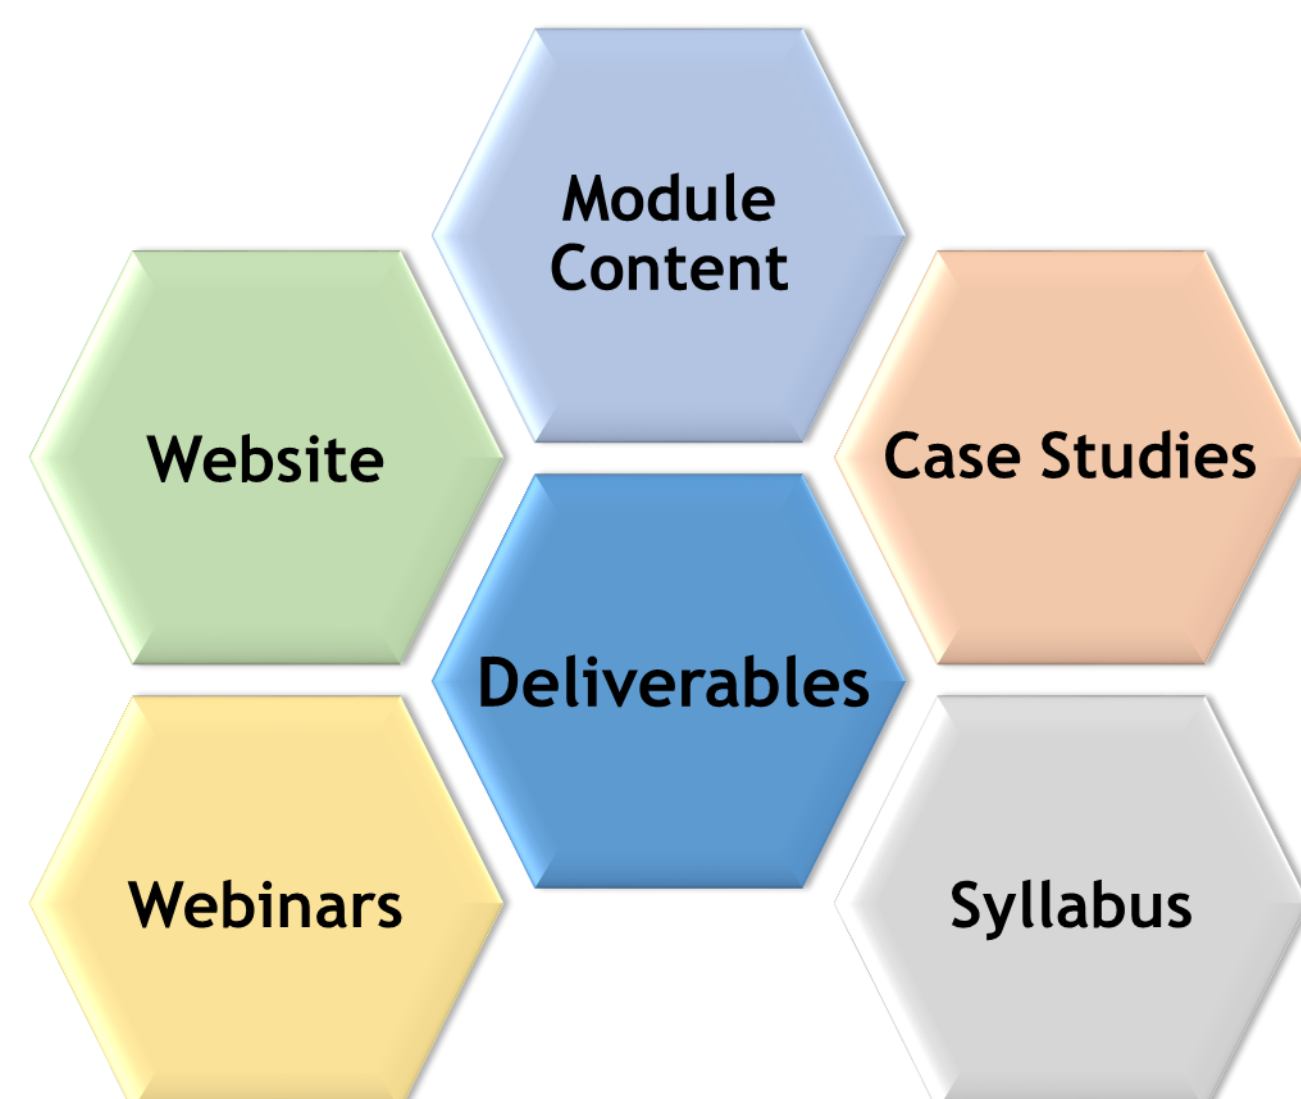 Module
Content
Website
Case Studies
Deliverables
Webinars
Syllabus